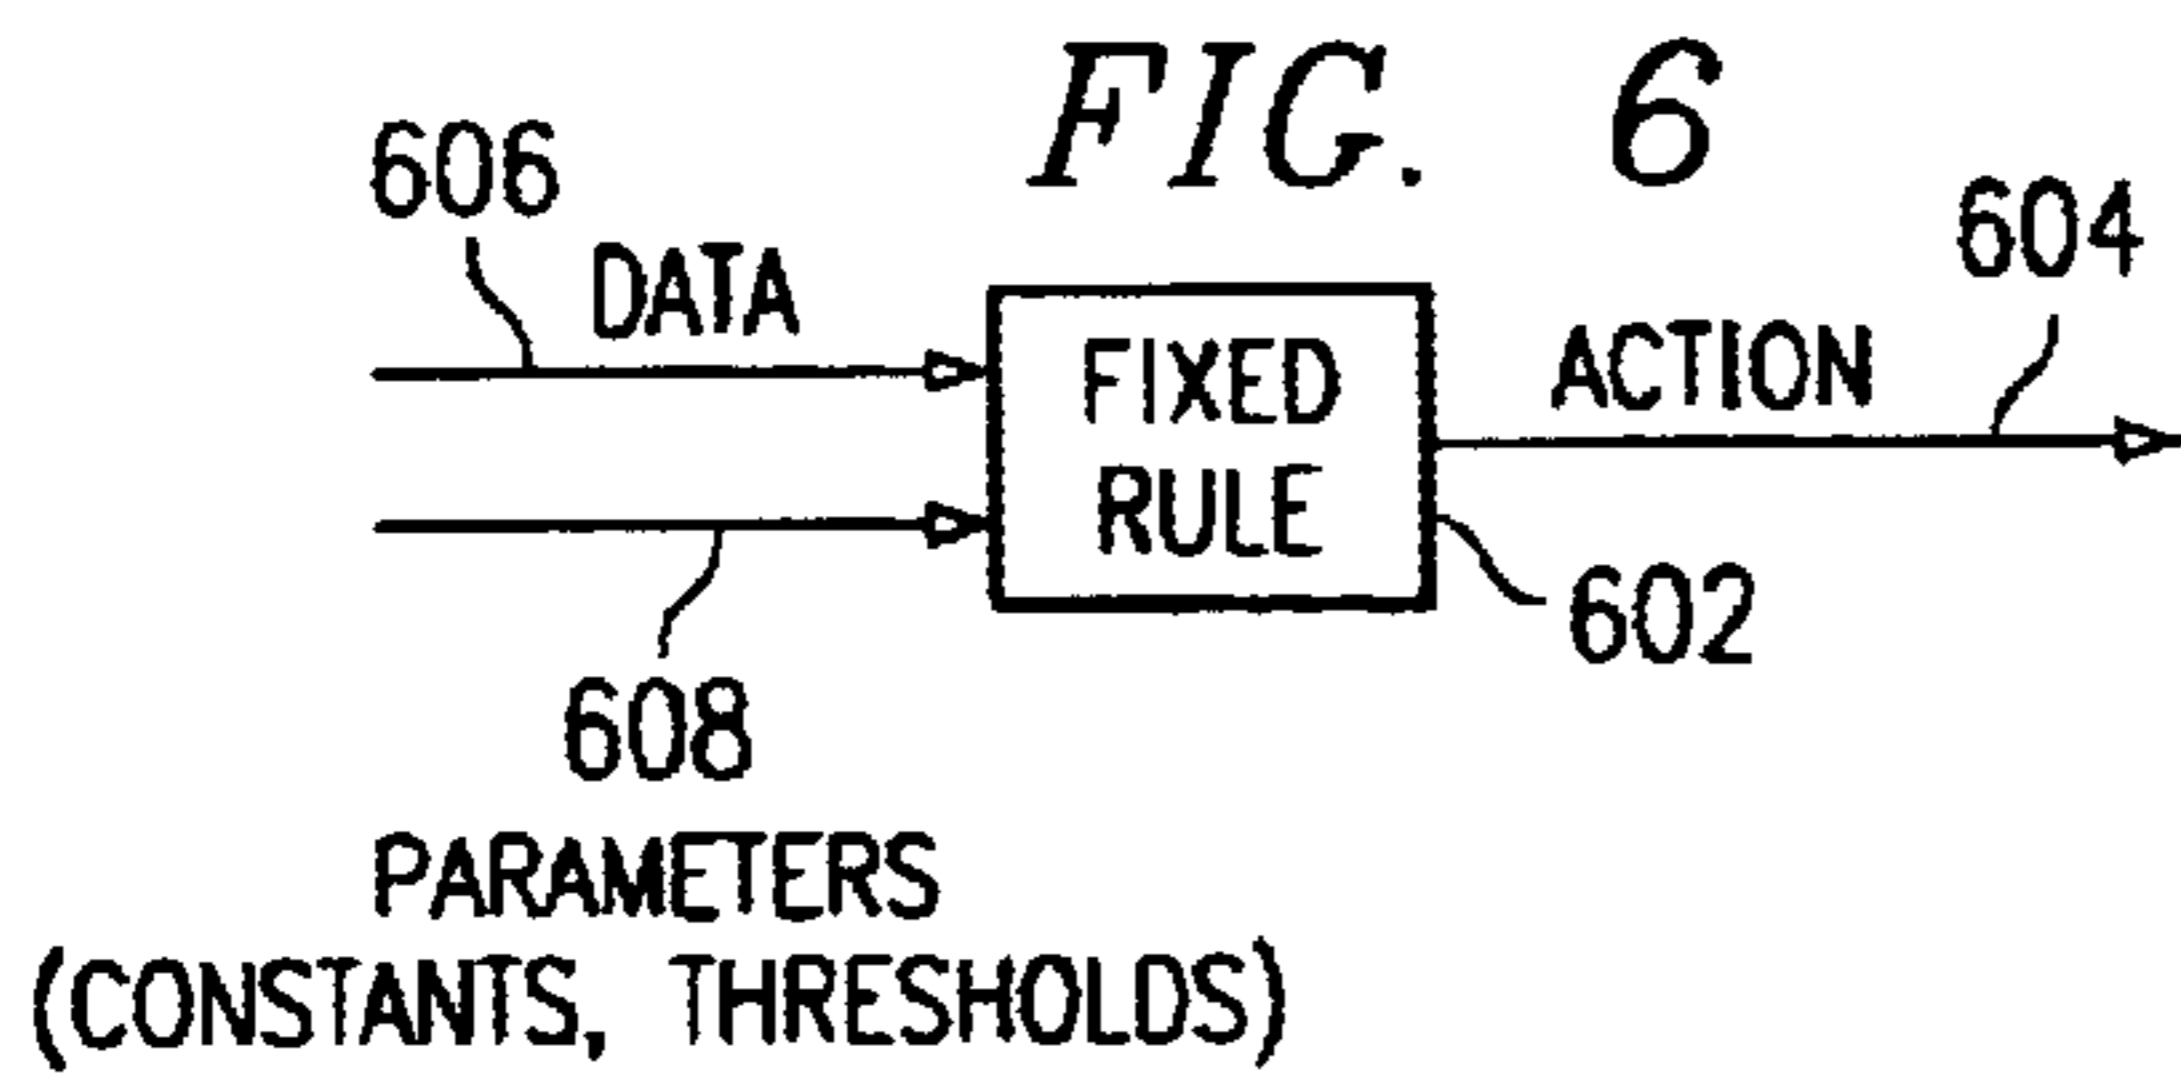 FIG. 6
606
DATA
604
FIXED
RULE
ACTION
602
608
PARAMETERS
(CONSTANTS, THRESHOLDS)